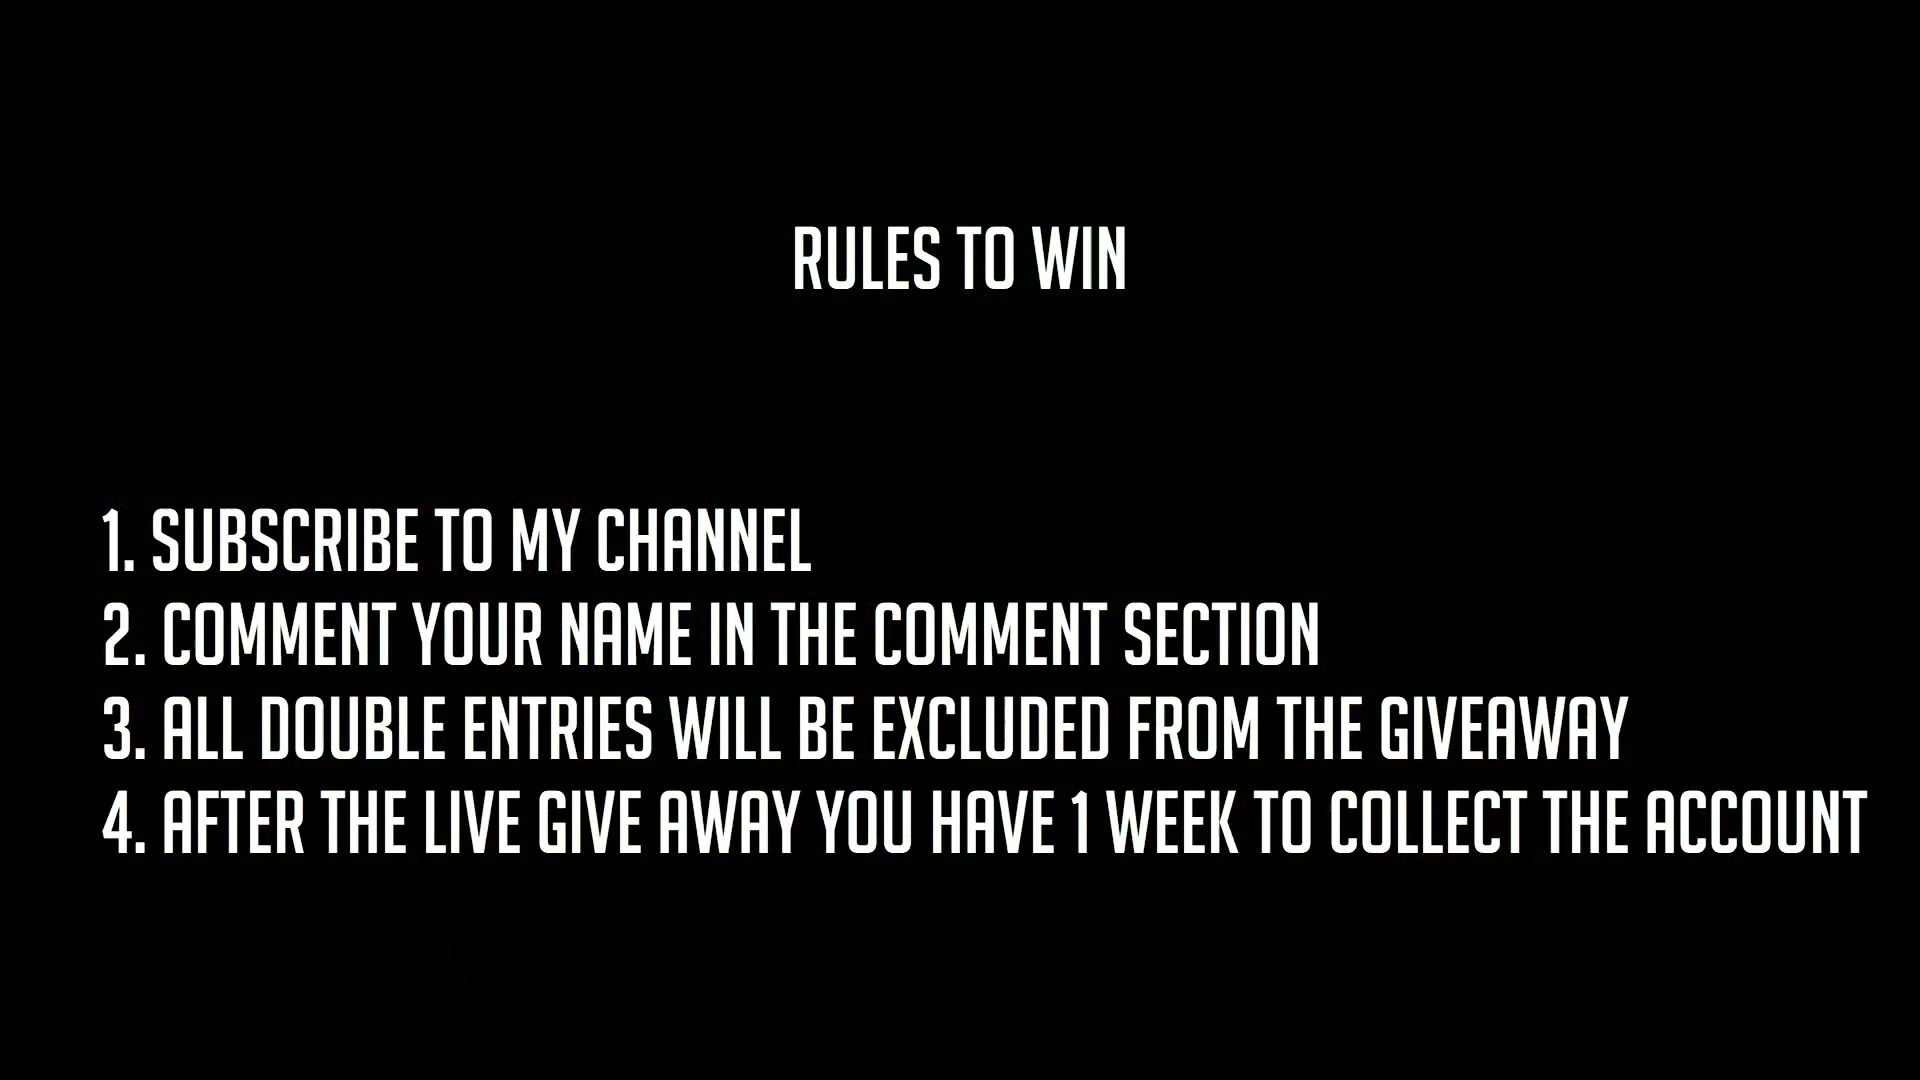 RULES TO WIN
1. SUBSCRIBE TO MY CHANNEL
2. COMMENT YOUR NAME IN THE COMMENT SECTION
3. ALL DOUBLE ENTRIES WILL BE EXCLUDED FROM THE GIVEAWAY
4. AFTER THE LIVE GIVE AWAY YOU HAVE 1 WEEK TO COLLECT THE ACCOUNT